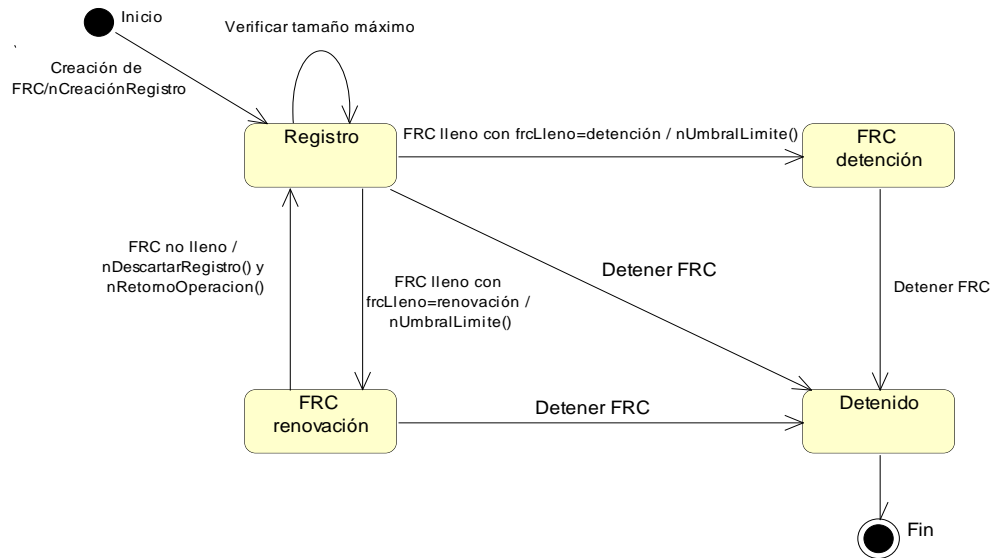 Inicio
Verificar tamaño máximo
Creación de
FRC/nCreaciónRegistro
Registro
FRC lleno con frcLleno=detención / nUmbralLimite()
FRC
detención
FRC no lleno /
nDescartarRegistro() y
nRetornoOperacion()
FRC lleno con
frcLleno=renovación /
nUmbralLimite()
Detener FRC
Detener FRC
FRC
renovación
Detener FRC
Detenido
Fin